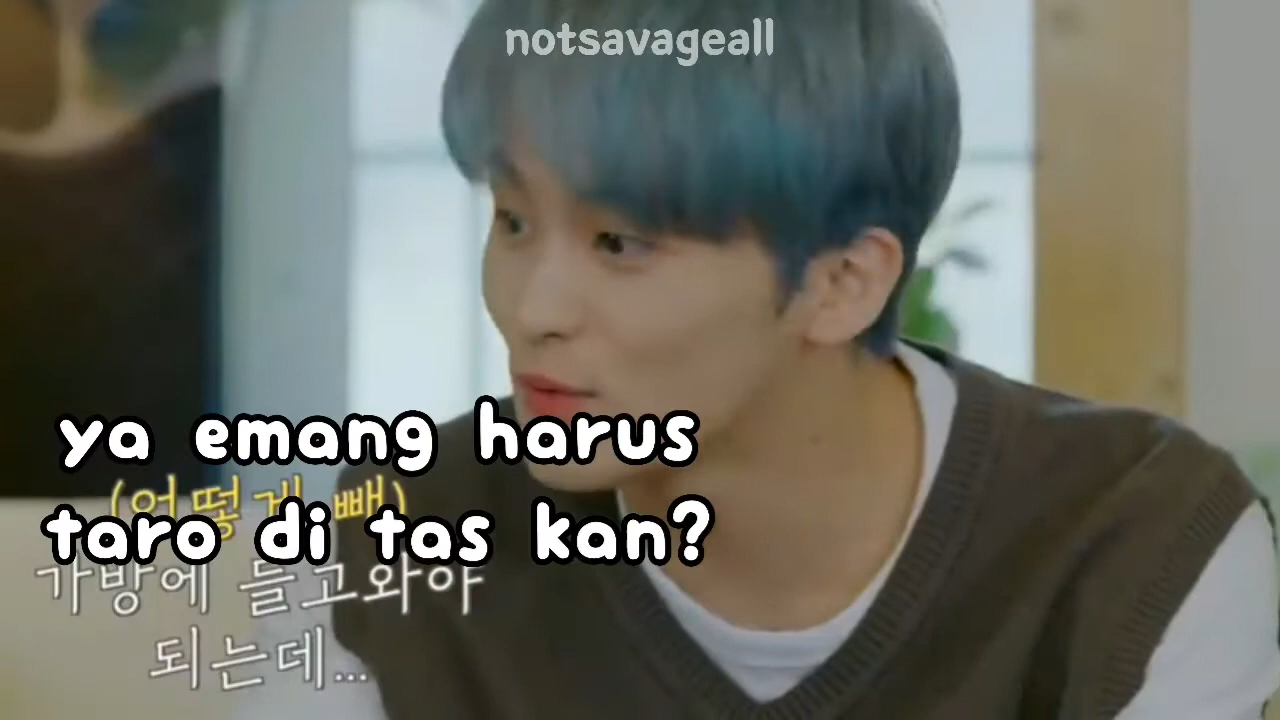 notsavageall
ya emang harus
(어떻게 빼)
taro di tas kan?
가방에 들고와야
되는데...